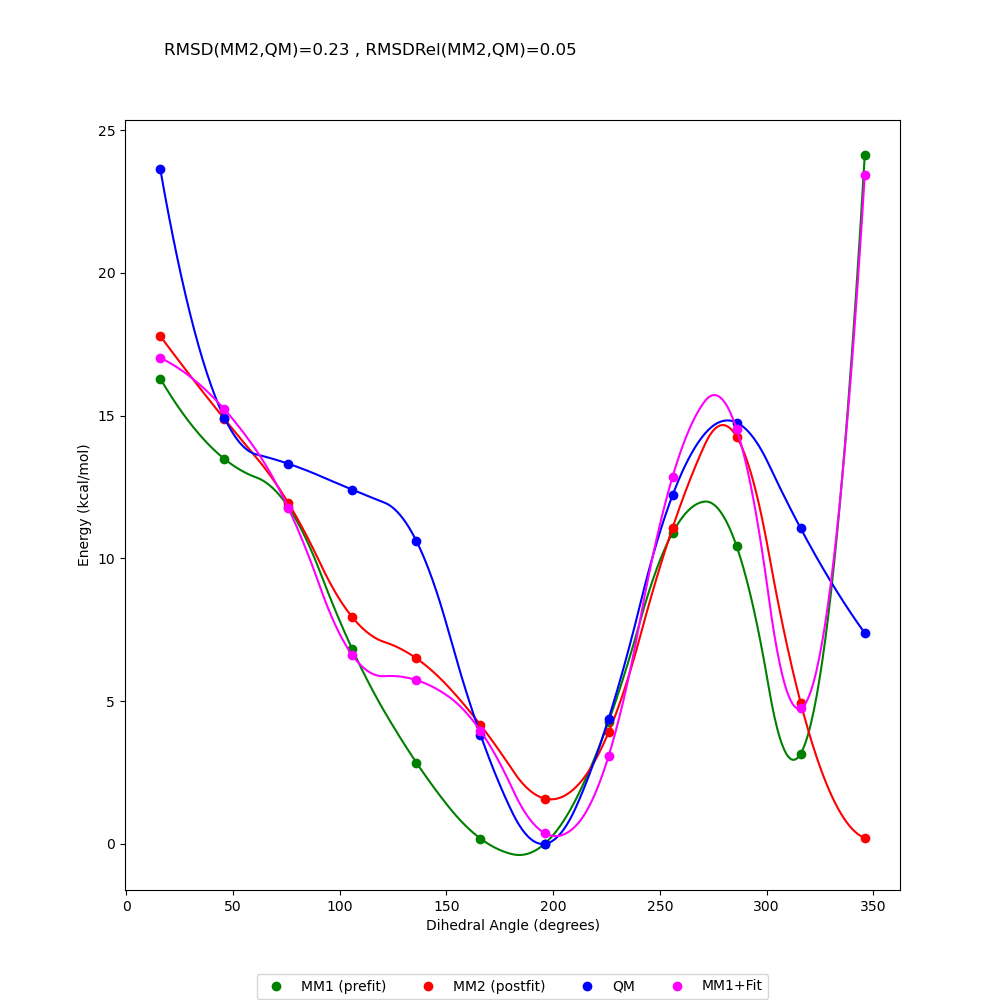 RMSD(MM2,QM)=0.23 , RMSDRel(MM2,QM)=0.05
25
20
15
10
5
0
Energy (kcal/mol)
0 50 100 150 200 250 300 350
Dihedral Angle (degrees)
MM1 (prefit) MM2 (postfit) QM MM1+Fit